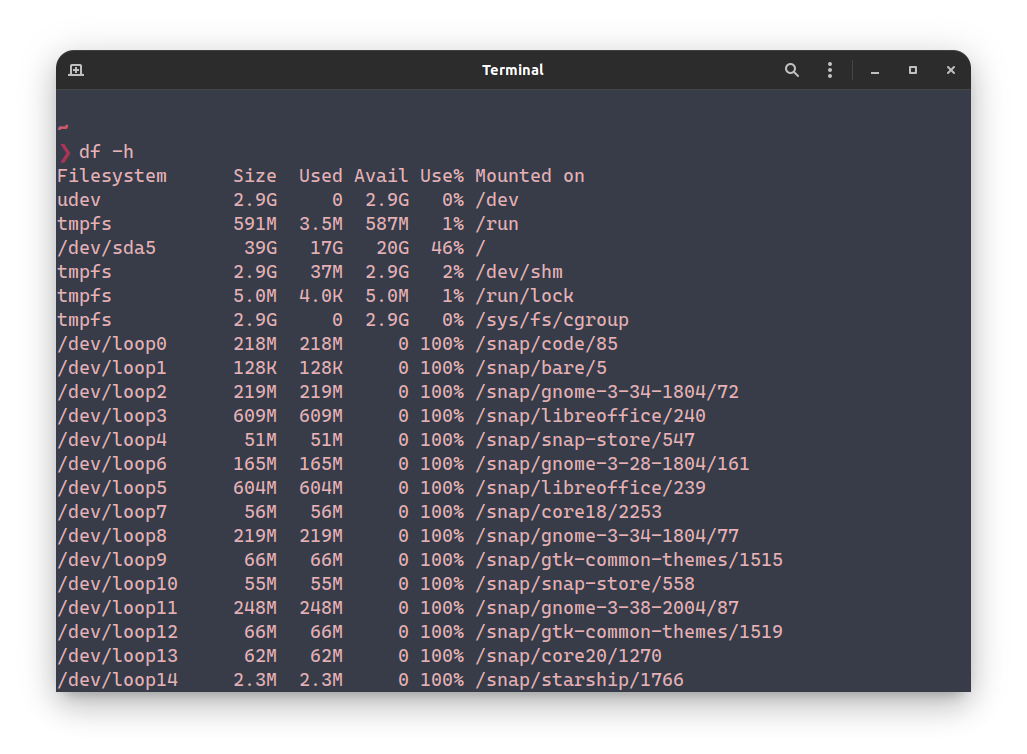 Terminal
~
❯ df -h
Filesystem      Size  Used Avail Use% Mounted on
udev            2.9G     0  2.9G   0% /dev
tmpfs           591M  3.5M  587M   1% /run
/dev/sda5        39G   17G   20G  46% /
tmpfs           2.9G   37M  2.9G   2% /dev/shm
tmpfs           5.0M  4.0K  5.0M   1% /run/lock
tmpfs           2.9G     0  2.9G   0% /sys/fs/cgroup
/dev/loop0      218M  218M     0 100% /snap/code/85
/dev/loop1      128K  128K     0 100% /snap/bare/5
/dev/loop2      219M  219M     0 100% /snap/gnome-3-34-1804/72
/dev/loop3      609M  609M     0 100% /snap/libreoffice/240
/dev/loop4       51M   51M     0 100% /snap/snap-store/547
/dev/loop6      165M  165M     0 100% /snap/gnome-3-28-1804/161
/dev/loop5      604M  604M     0 100% /snap/libreoffice/239
/dev/loop7       56M   56M     0 100% /snap/core18/2253
/dev/loop8      219M  219M     0 100% /snap/gnome-3-34-1804/77
/dev/loop9       66M   66M     0 100% /snap/gtk-common-themes/1515
/dev/loop10      55M   55M     0 100% /snap/snap-store/558
/dev/loop11     248M  248M     0 100% /snap/gnome-3-38-2004/87
/dev/loop12      66M   66M     0 100% /snap/gtk-common-themes/1519
/dev/loop13      62M   62M     0 100% /snap/core20/1270
/dev/loop14     2.3M  2.3M     0 100% /snap/starship/1766